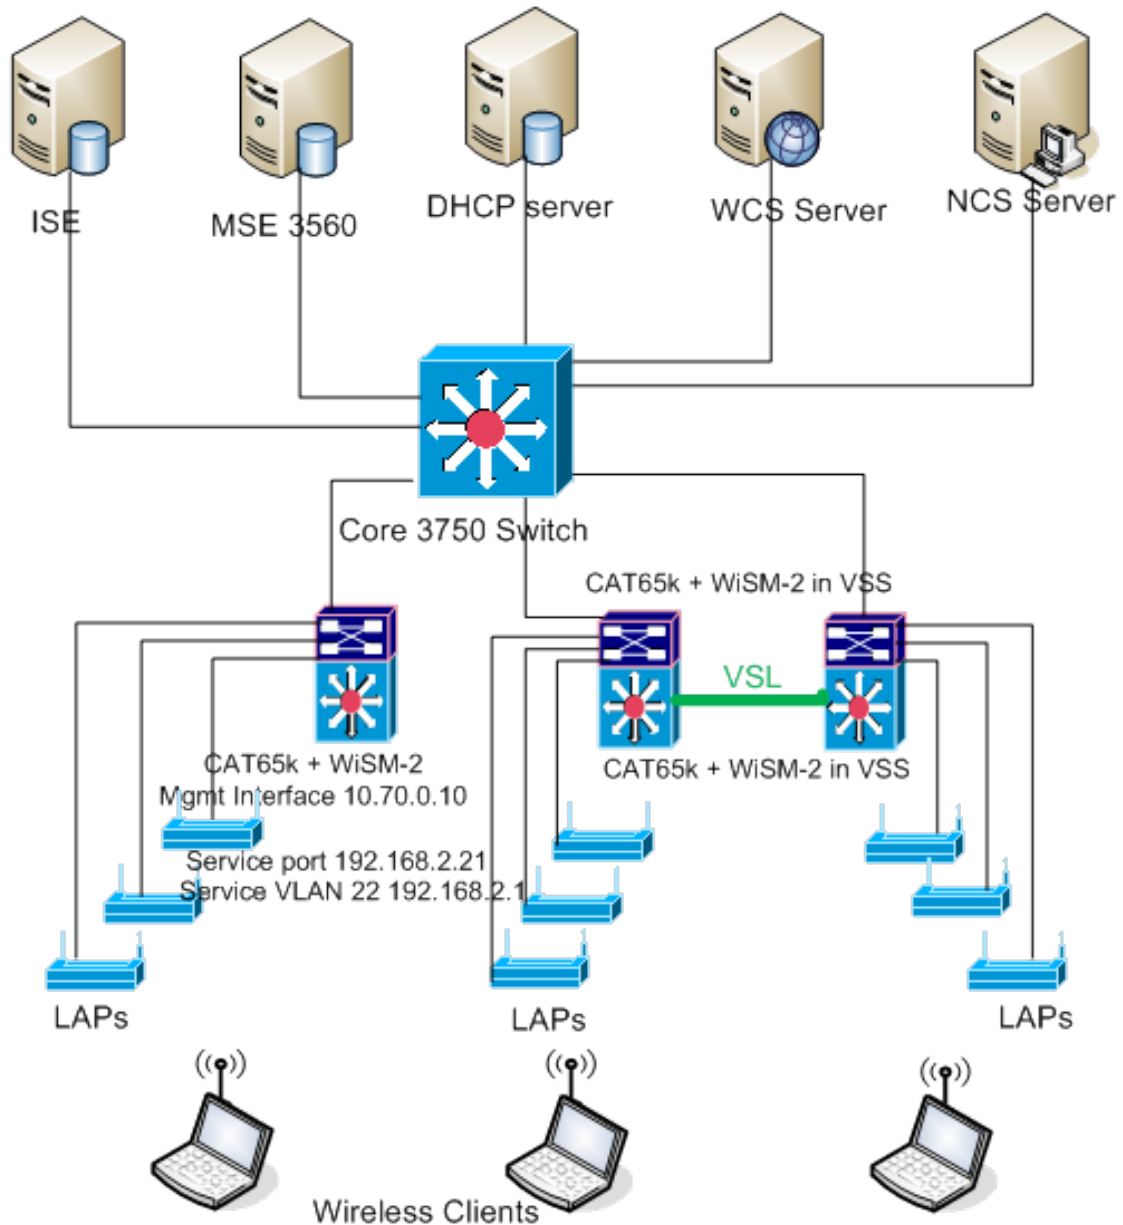 ISE
MSE 3560
DHCP server
WCS Server
NCS Server
Core 3750 Switch
CAT65k + WiSM-2 in VSS
VSL
CAT65k + WiSM-2
Mgmt Interface 10.70.0.10
CAT65k + WiSM-2 in VSS
Service port 192.168.2.21
Service VLAN 22 192.168.2.1
LAPs
LAPs
LAPs
Wireless Clients